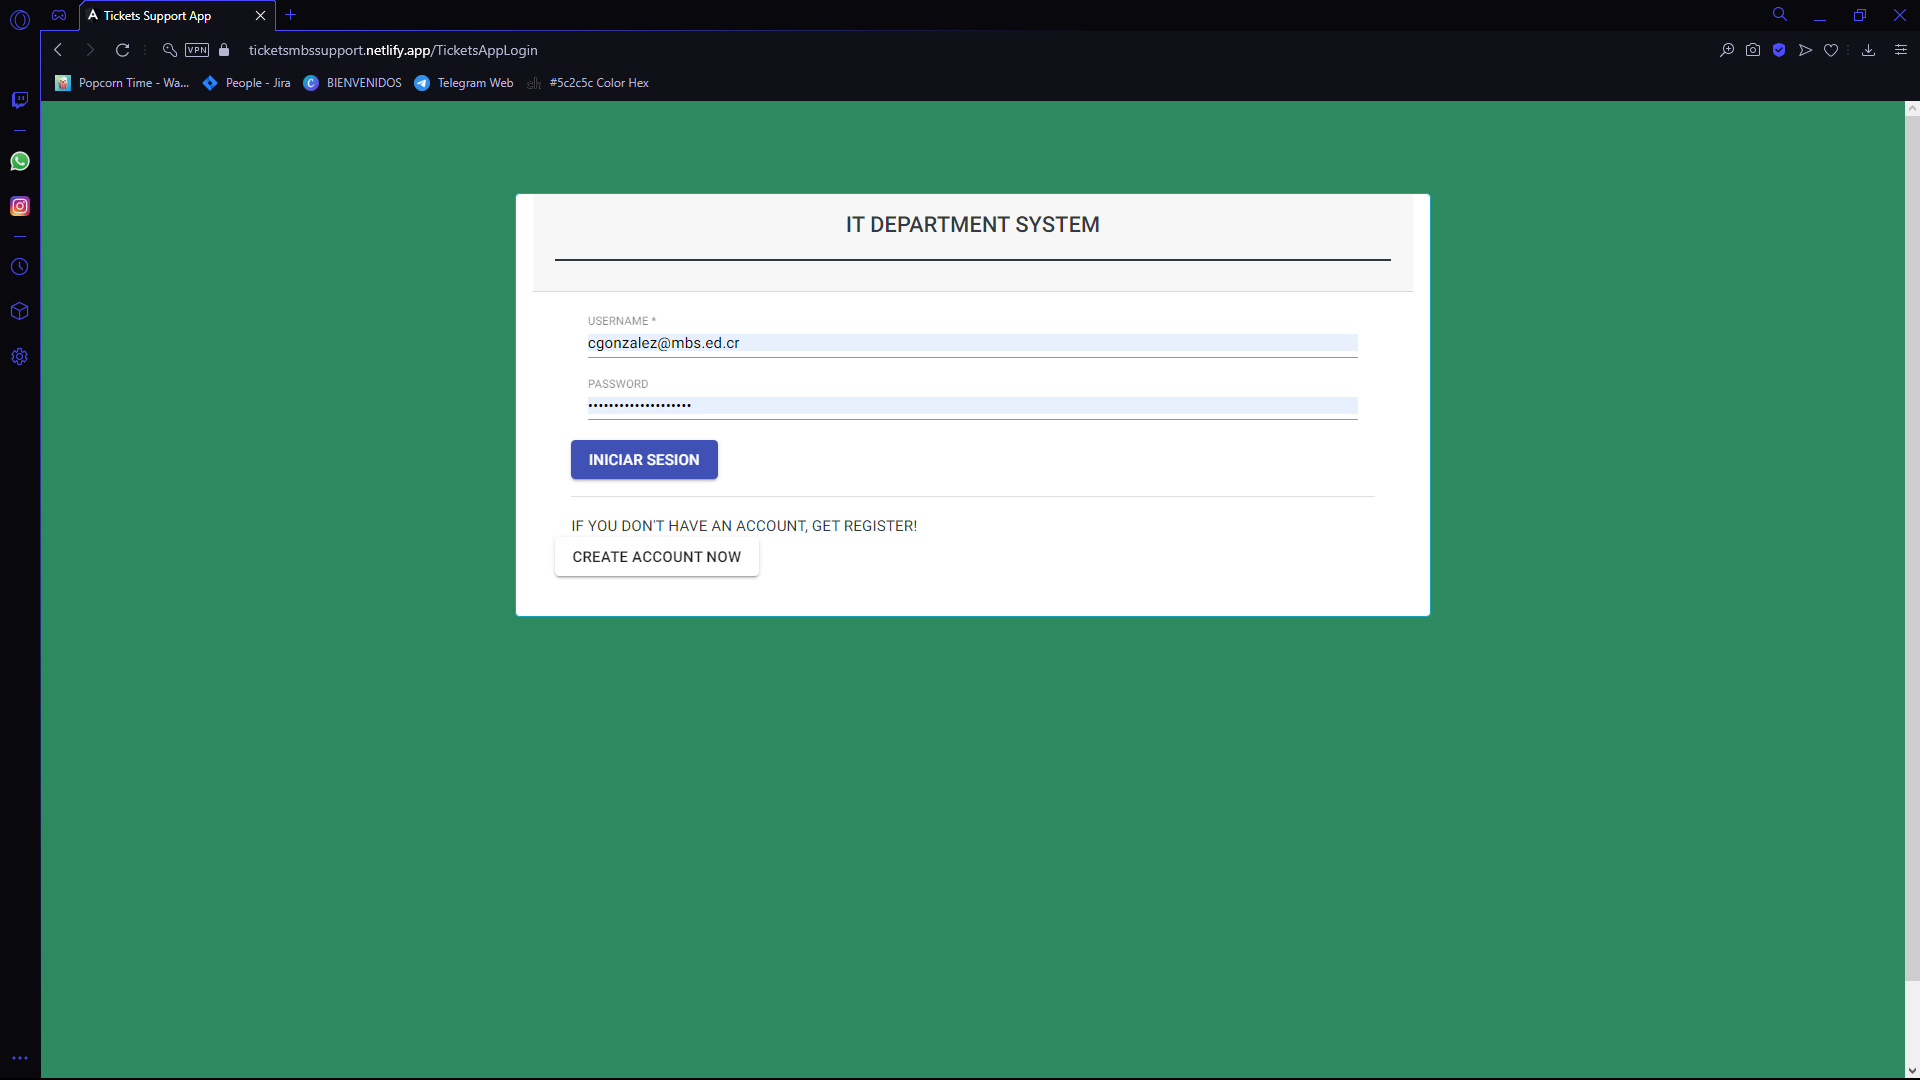 Tickets Support App
VPN
ticketsmbssupport.netlify.app/TicketsAppLogin
Popcorn Time - Wa...
People - Jira
C
BIENVENIDOS
Telegram Web
ch
#5c2c5c Color Hex
IT DEPARTMENT SYSTEM
USERNAME *
cgonzalez@mbs.ed.cr
PASSWORD
••••••••••••••••••••
INICIAR SESION
IF YOU DON'T HAVE AN ACCOUNT, GET REGISTER!
CREATE ACCOUNT NOW